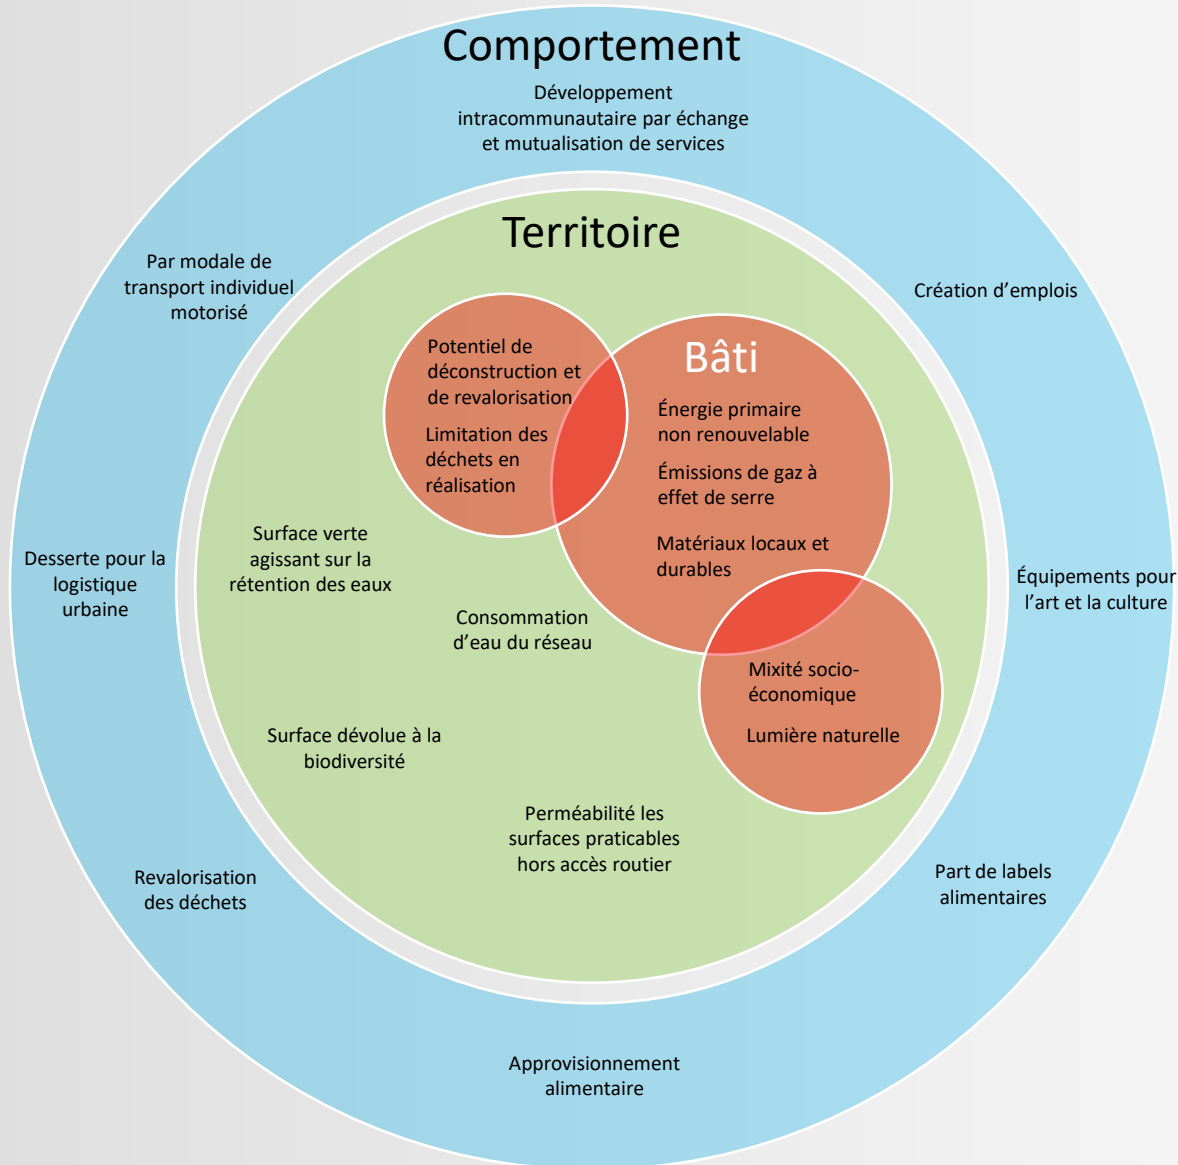 Comportement
Développement
intracommunautaire par échange
et mutualisation de services
Par modale de
transport individuel
motorisé
Création d’emplois
Desserte pour la
logistique
urbaine
Équipements pour
l’art et la culture
Revalorisation
des déchets
Part de labels
alimentaires
Approvisionnement
alimentaire
Territoire
Potentiel de
déconstruction et
de revalorisation
Limitation des
déchets en
réalisation
Bâti
Énergie primaire
non renouvelable
Émissions de gaz à
effet de serre
Matériaux locaux et
durables
Surface verte
agissant sur la
rétention des eaux
Consommation
d’eau du réseau
Mixité socio-
économique
Lumière naturelle
Surface dévolue à la
biodiversité
Perméabilité les
surfaces praticables
hors accès routier